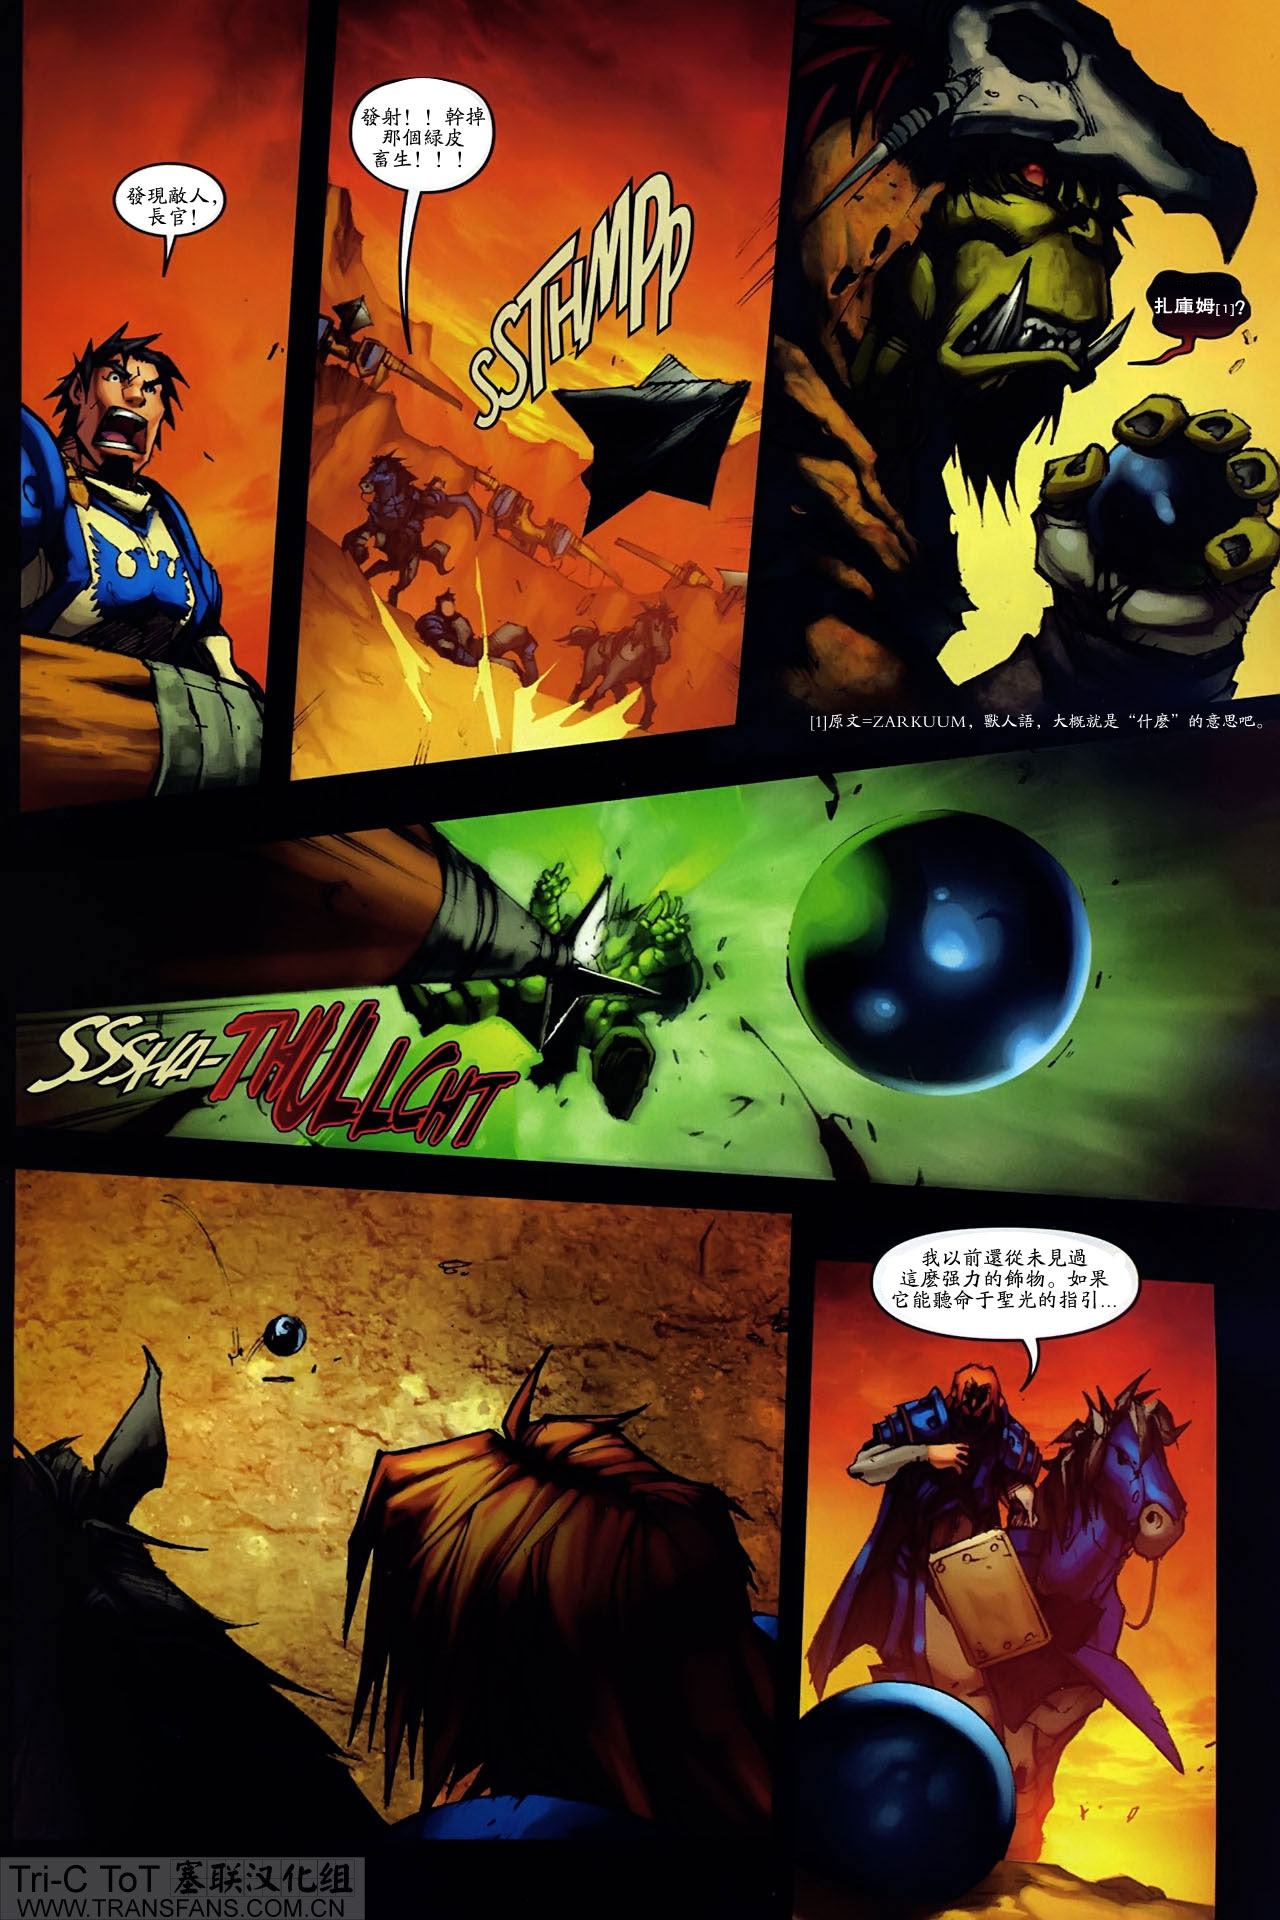 發現敵人，
長官！
發射！！幹掉
那個綠皮
畜生！！！
SSTHMPP
扎庫姆[1]?
[1]原文=ZARKUUM，獸人語，大概就是“什麽”的意思吧。
SSSHA-THULLCHT
我以前還從未見過
這麽强力的飾物。如果
它能聽命于聖光的指引...
Tri-C ToT 塞联汉化组
WWW.TRANSFANS.COM.CN